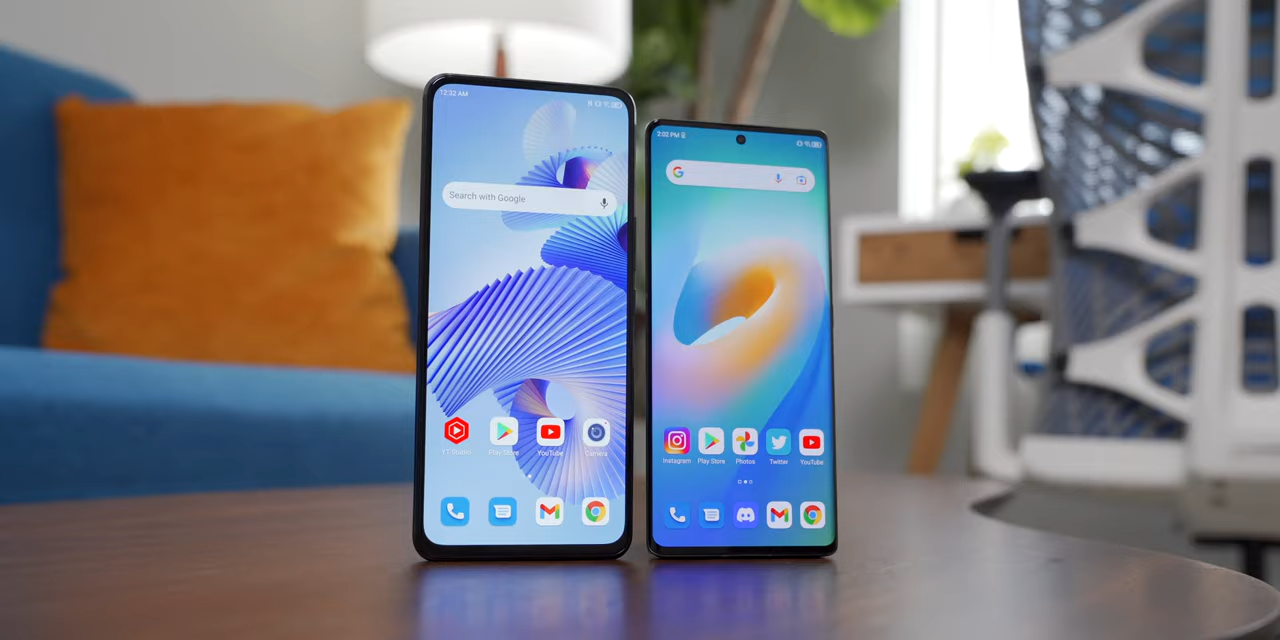 12:32 AM
Search with Google
YT Studio
Play Store
YouTube
Camera
2:02 PM
G
Instagram
Play Store
Photos
Twitter
YouTube